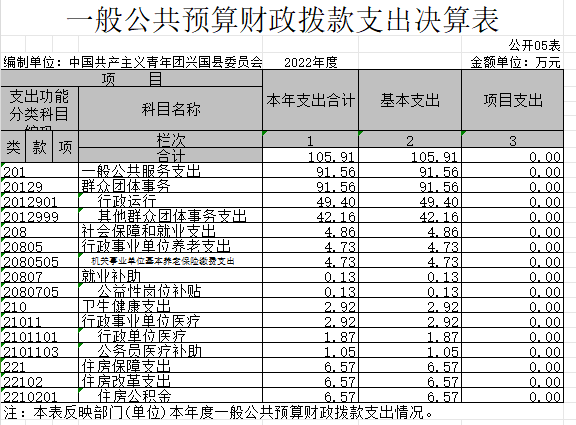 一般公共预算财政拨款支出决算表
公开05表
编制单位：中国共产主义青年团兴国县委员会 2022年度 金额单位：万元
项 目 本年支出合计 基本支出 项目支出
支出功能分类科目编码 科目名称
类 款 项 栏次 1 2 3
合计 105.91 105.91 0.00
201 一般公共服务支出 91.56 91.56 0.00
20129 群众团体事务 91.56 91.56 0.00
2012901 行政运行 49.40 49.40 0.00
2012999 其他群众团体事务支出 42.16 42.16 0.00
208 社会保障和就业支出 4.86 4.86 0.00
20805 行政事业单位养老支出 4.73 4.73 0.00
2080505 机关事业单位基本养老保险缴费支出 4.73 4.73 0.00
20807 就业补助 0.13 0.13 0.00
2080705 公益性岗位补贴 0.13 0.13 0.00
210 卫生健康支出 2.92 2.92 0.00
21011 行政事业单位医疗 2.92 2.92 0.00
2101101 行政单位医疗 1.87 1.87 0.00
2101103 公务员医疗补助 1.05 1.05 0.00
221 住房保障支出 6.57 6.57 0.00
22102 住房改革支出 6.57 6.57 0.00
2210201 住房公积金 6.57 6.57 0.00
注：本表反映部门(单位)本年度一般公共预算财政拨款支出情况。